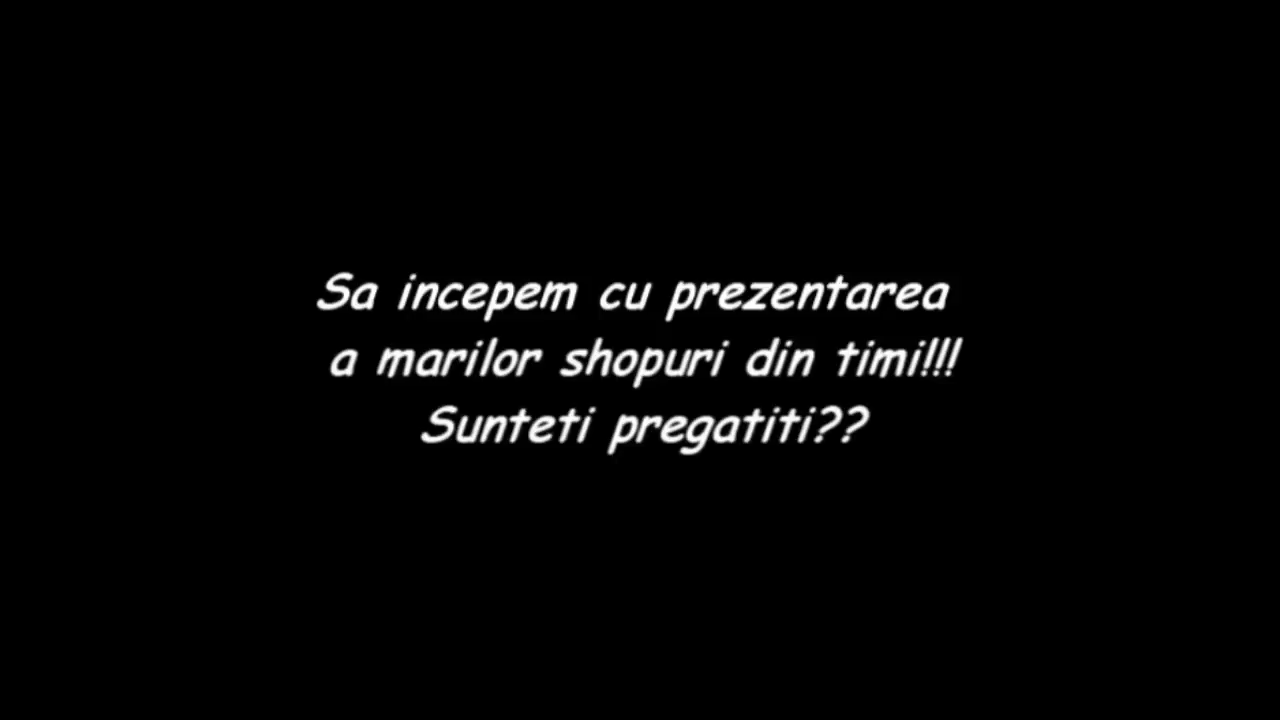 Sa incepem cu prezentarea
a marilor shopuri din timi!!!
Sunteti pregatiti??